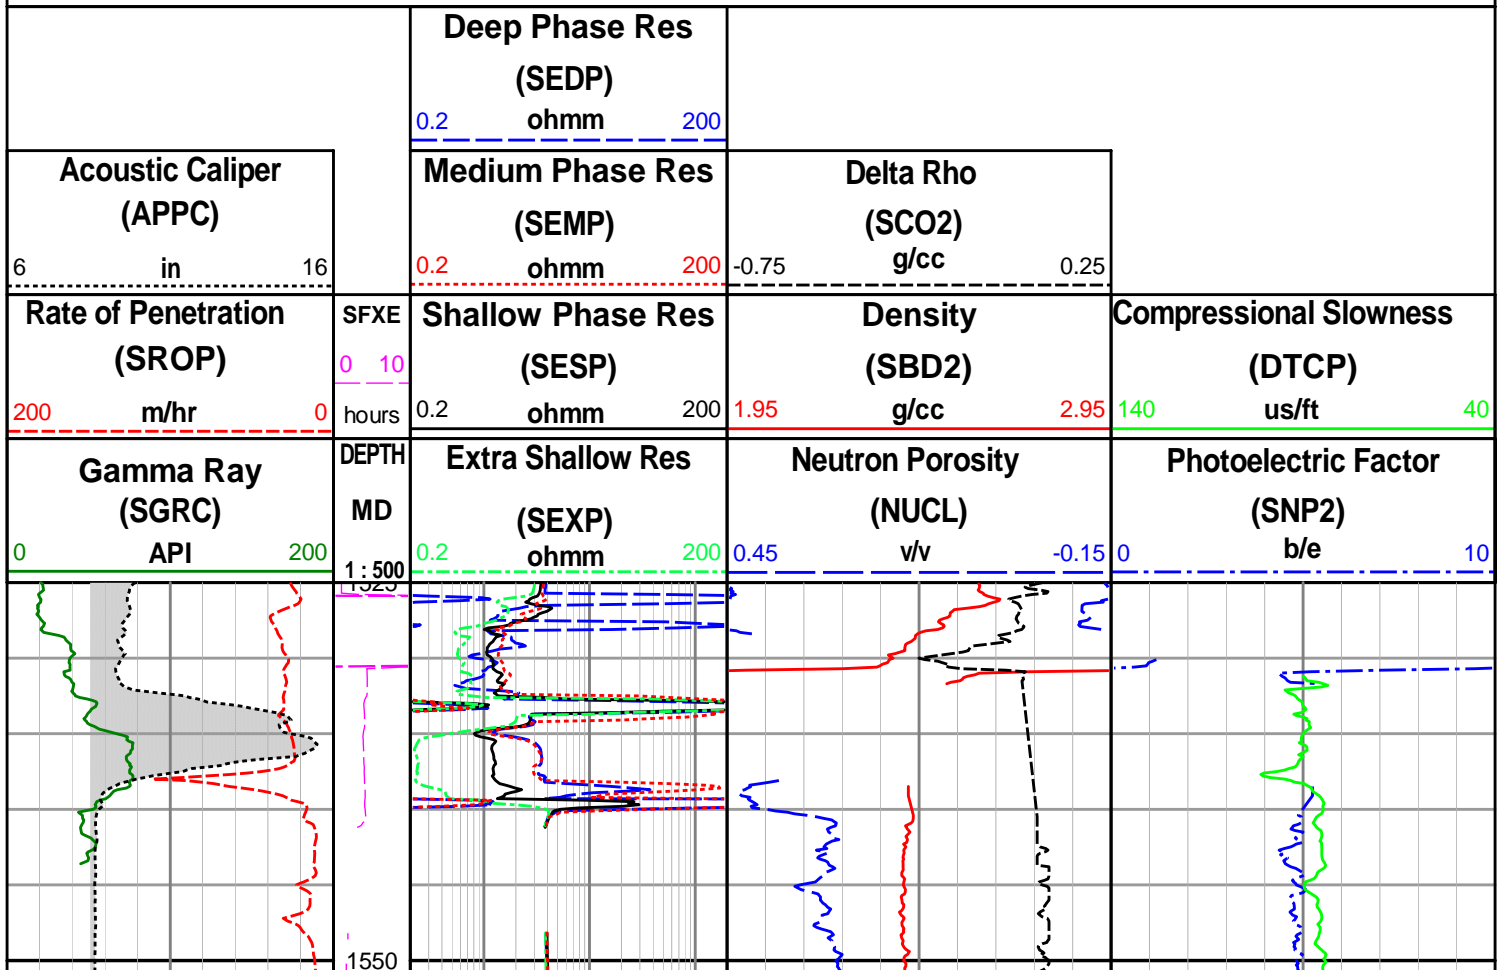 Deep Phase Res
(SEDP)
0.2 ohmm 200
Acoustic Caliper
(APPC)
6 in 16
Medium Phase Res
(SEMP)
0.2 ohmm 200
Delta Rho
(SCO2)
-0.75 g/cc 0.25
Rate of Penetration
(SROP)
200 m/hr 0
SFXE
0 10
hours
Shallow Phase Res
(SESP)
0.2 ohmm 200
Density
(SBD2)
1.95 g/cc 2.95
Compressional Slowness
(DTCP)
140 us/ft 40
Gamma Ray
(SGRC)
0 API 200
DEPTH
MD
1 : 500
Extra Shallow Res
(SEXP)
0.2 ohmm 200
Neutron Porosity
(NUCL)
0.45 v/v -0.15
Photoelectric Factor
(SNP2)
0 b/e 10
1525
1550